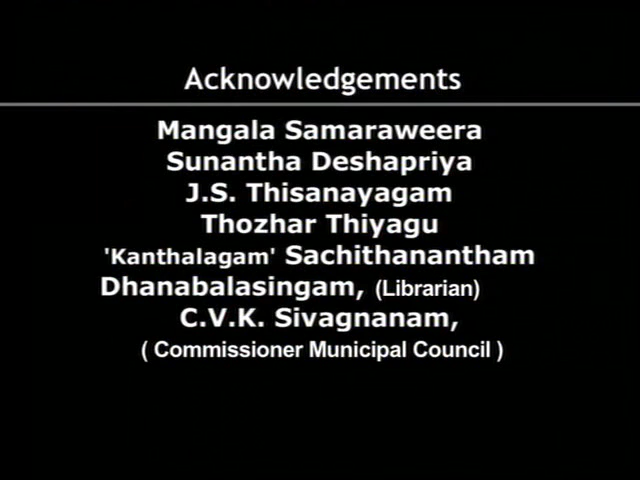 Acknowledgements
Mangala Samaraweera
Sunantha Deshapriya
J.S. Thisanayagam
Thozhar Thiyagu
'Kanthalagam' Sachithanantham
Dhanabalasingam, (Librarian)
C.V.K. Sivagnanam,
( Commissioner Municipal Council )